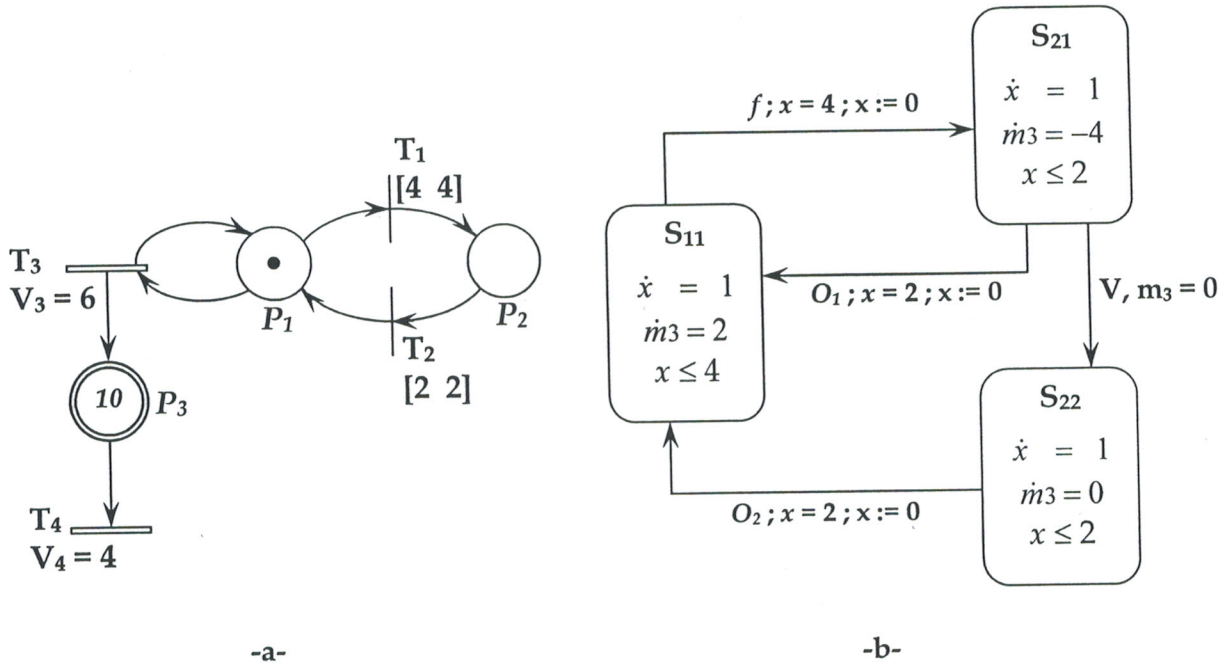 T₁
[4 4]
T₃
V₃ = 6
P₁
P₂
T₂
[2 2]
10
P₃
T₄
V₄ = 4
-a-
S₂₁
ẋ = 1
ṁ3 = −4
x ≤ 2
f ; x = 4 ; x := 0
S₁₁
ẋ = 1
ṁ3 = 2
x ≤ 4
O₁ ; x = 2 ; x := 0
V, m₃ = 0
S₂₂
ẋ = 1
ṁ3 = 0
x ≤ 2
O₂ ; x = 2 ; x := 0
-b-